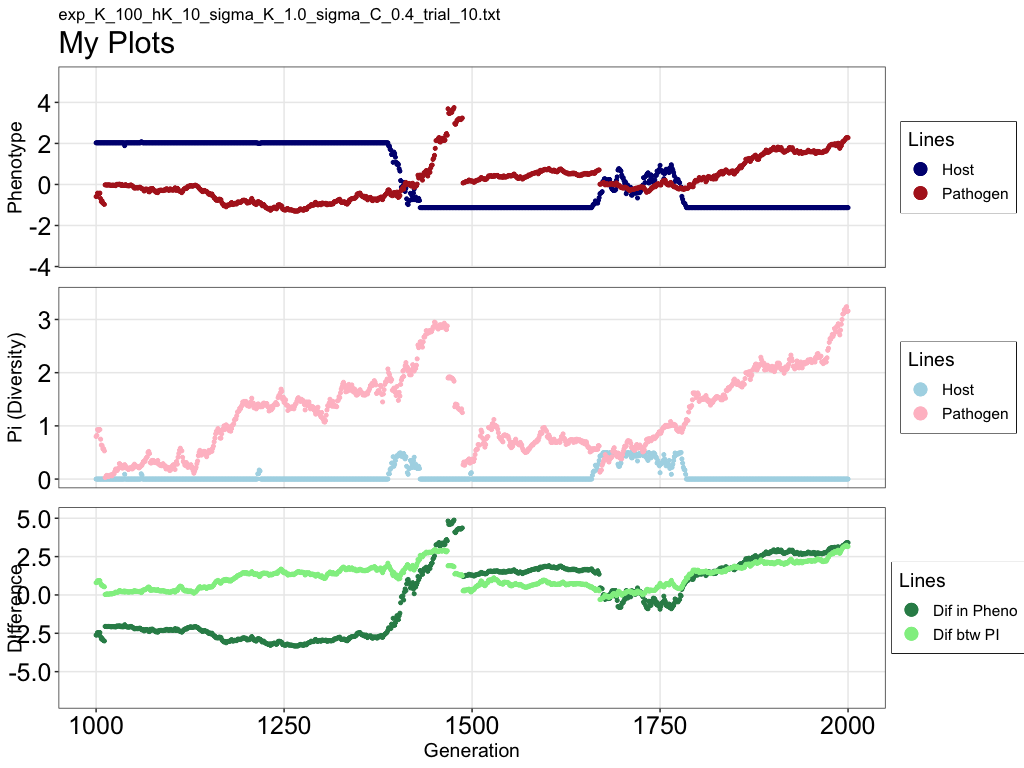 exp_K_100_hK_10_sigma_K_1.0_sigma_C_0.4_trial_10.txt
My Plots
Phenotype
4
2
0
-2
-4
Lines
Host
Pathogen
Pi (Diversity)
3
2
1
0
Lines
Host
Pathogen
Difference
5.0
2.5
0.0
-2.5
-5.0
Lines
Dif in Pheno
Dif btw PI
1000 1250 1500 1750 2000
Generation